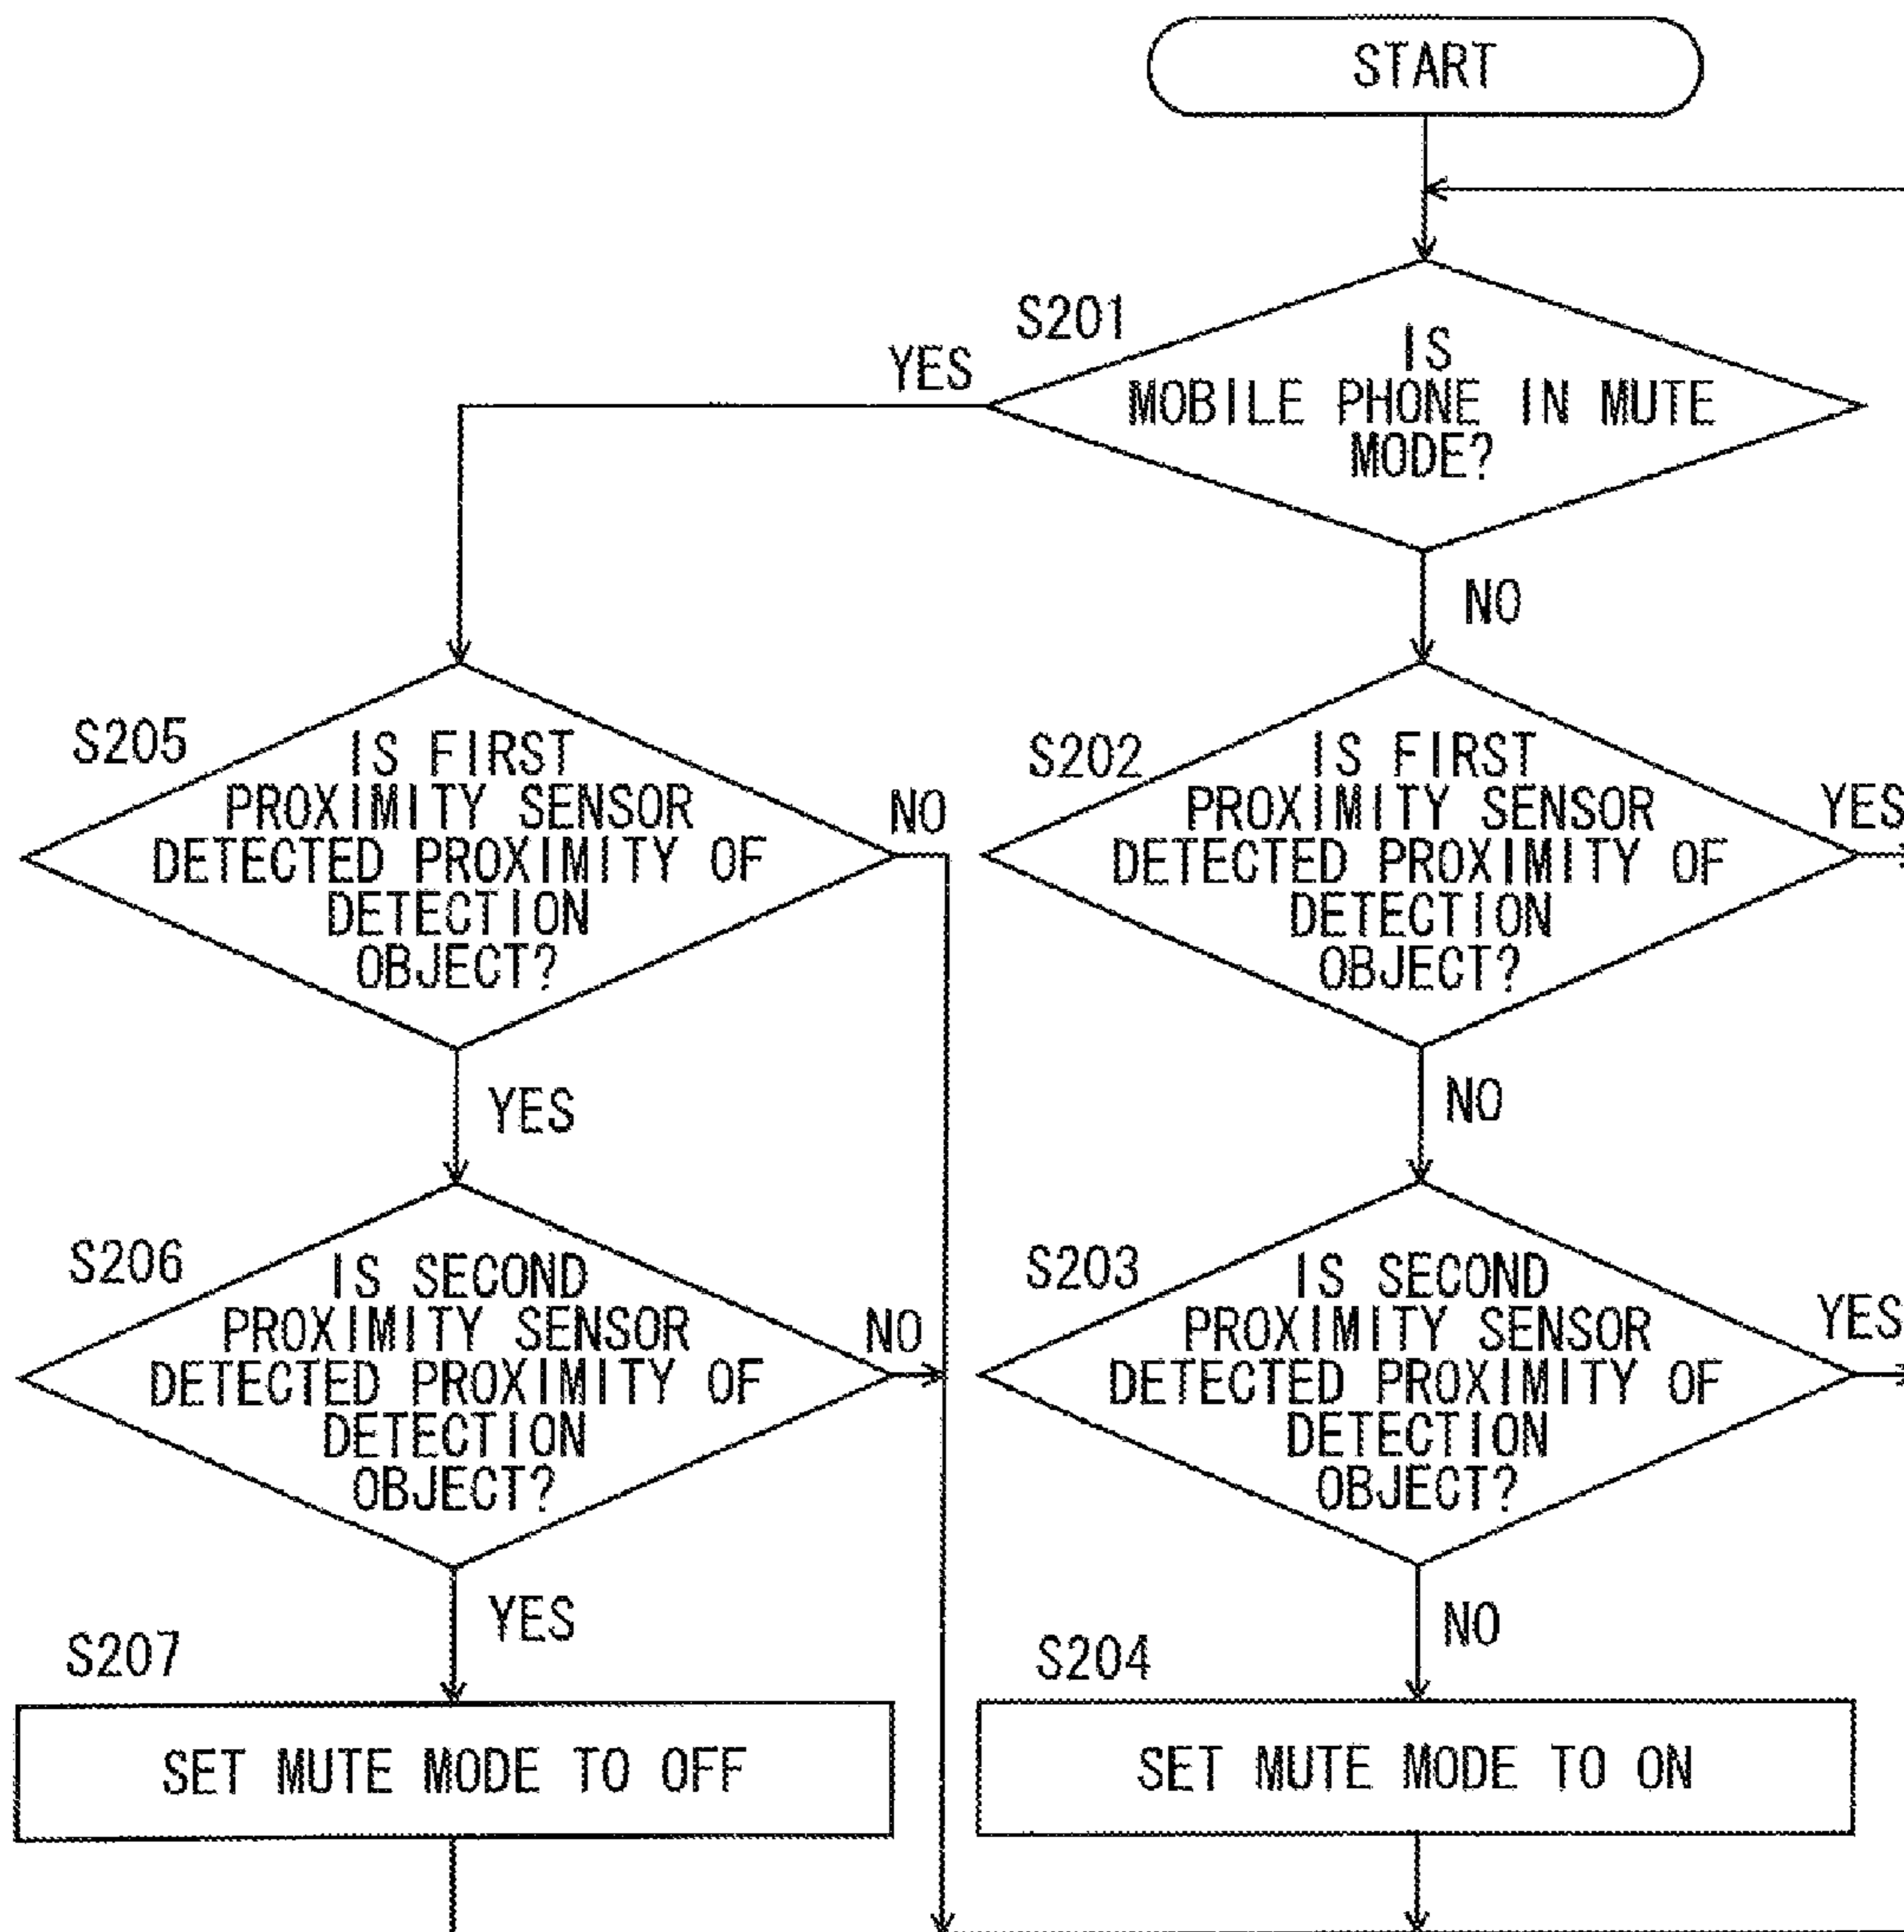 START
S201
YES
IS
MOBILE PHONE IN MUTE
MODE?
NO
S205
IS FIRST
PROXIMITY SENSOR
DETECTED PROXIMITY OF
DETECTION
OBJECT?
NO
S202
IS FIRST
PROXIMITY SENSOR
DETECTED PROXIMITY OF
DETECTION
OBJECT?
YES
YES
NO
S206
IS SECOND
PROXIMITY SENSOR
DETECTED PROXIMITY OF
DETECTION
OBJECT?
NO
S203
IS SECOND
PROXIMITY SENSOR
DETECTED PROXIMITY OF
DETECTION
OBJECT?
YES
YES
NO
S207
SET MUTE MODE TO OFF
S204
SET MUTE MODE TO ON